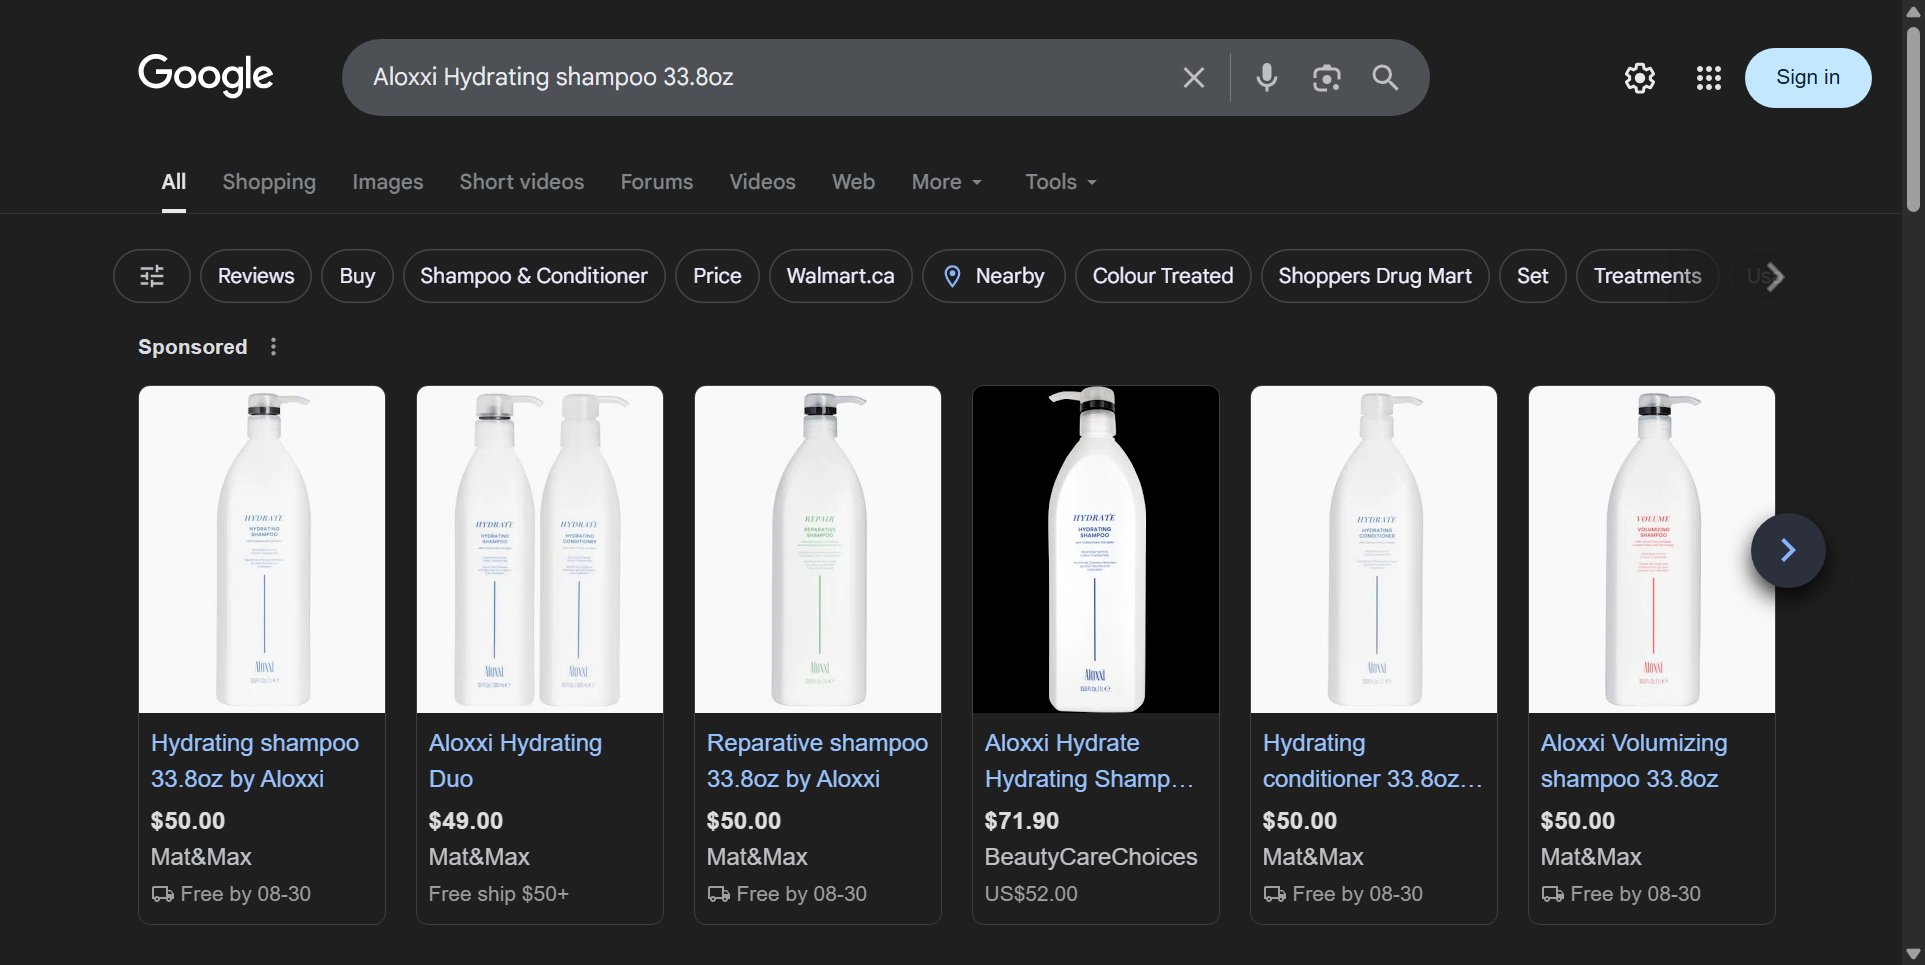 Google
Aloxxi Hydrating shampoo 33.8oz
Sign in
All
Shopping
Images
Short videos
Forums
Videos
Web
More
Tools
Reviews
Buy
Shampoo & Conditioner
Price
Walmart.ca
Nearby
Colour Treated
Shoppers Drug Mart
Set
Treatments
Us
Sponsored
HYDRATE
HYDRATING
SHAMPOO
Aloxxi
HYDRATE
HYDRATING
SHAMPOO
Aloxxi
HYDRATE
HYDRATING
CONDITIONER
Aloxxi
REPAIR
REPARATIVE
SHAMPOO
Aloxxi
HYDRATE
HYDRATING
SHAMPOO
Aloxxi
HYDRATE
HYDRATING
CONDITIONER
Aloxxi
VOLUME
VOLUMIZING
SHAMPOO
Aloxxi
Hydrating shampoo
33.8oz by Aloxxi
$50.00
Mat&Max
Free by 08-30
Aloxxi Hydrating
Duo
$49.00
Mat&Max
Free ship $50+
Reparative shampoo
33.8oz by Aloxxi
$50.00
Mat&Max
Free by 08-30
Aloxxi Hydrate
Hydrating Shamp...
$71.90
BeautyCareChoices
US$52.00
Hydrating
conditioner 33.8oz...
$50.00
Mat&Max
Free by 08-30
Aloxxi Volumizing
shampoo 33.8oz
$50.00
Mat&Max
Free by 08-30